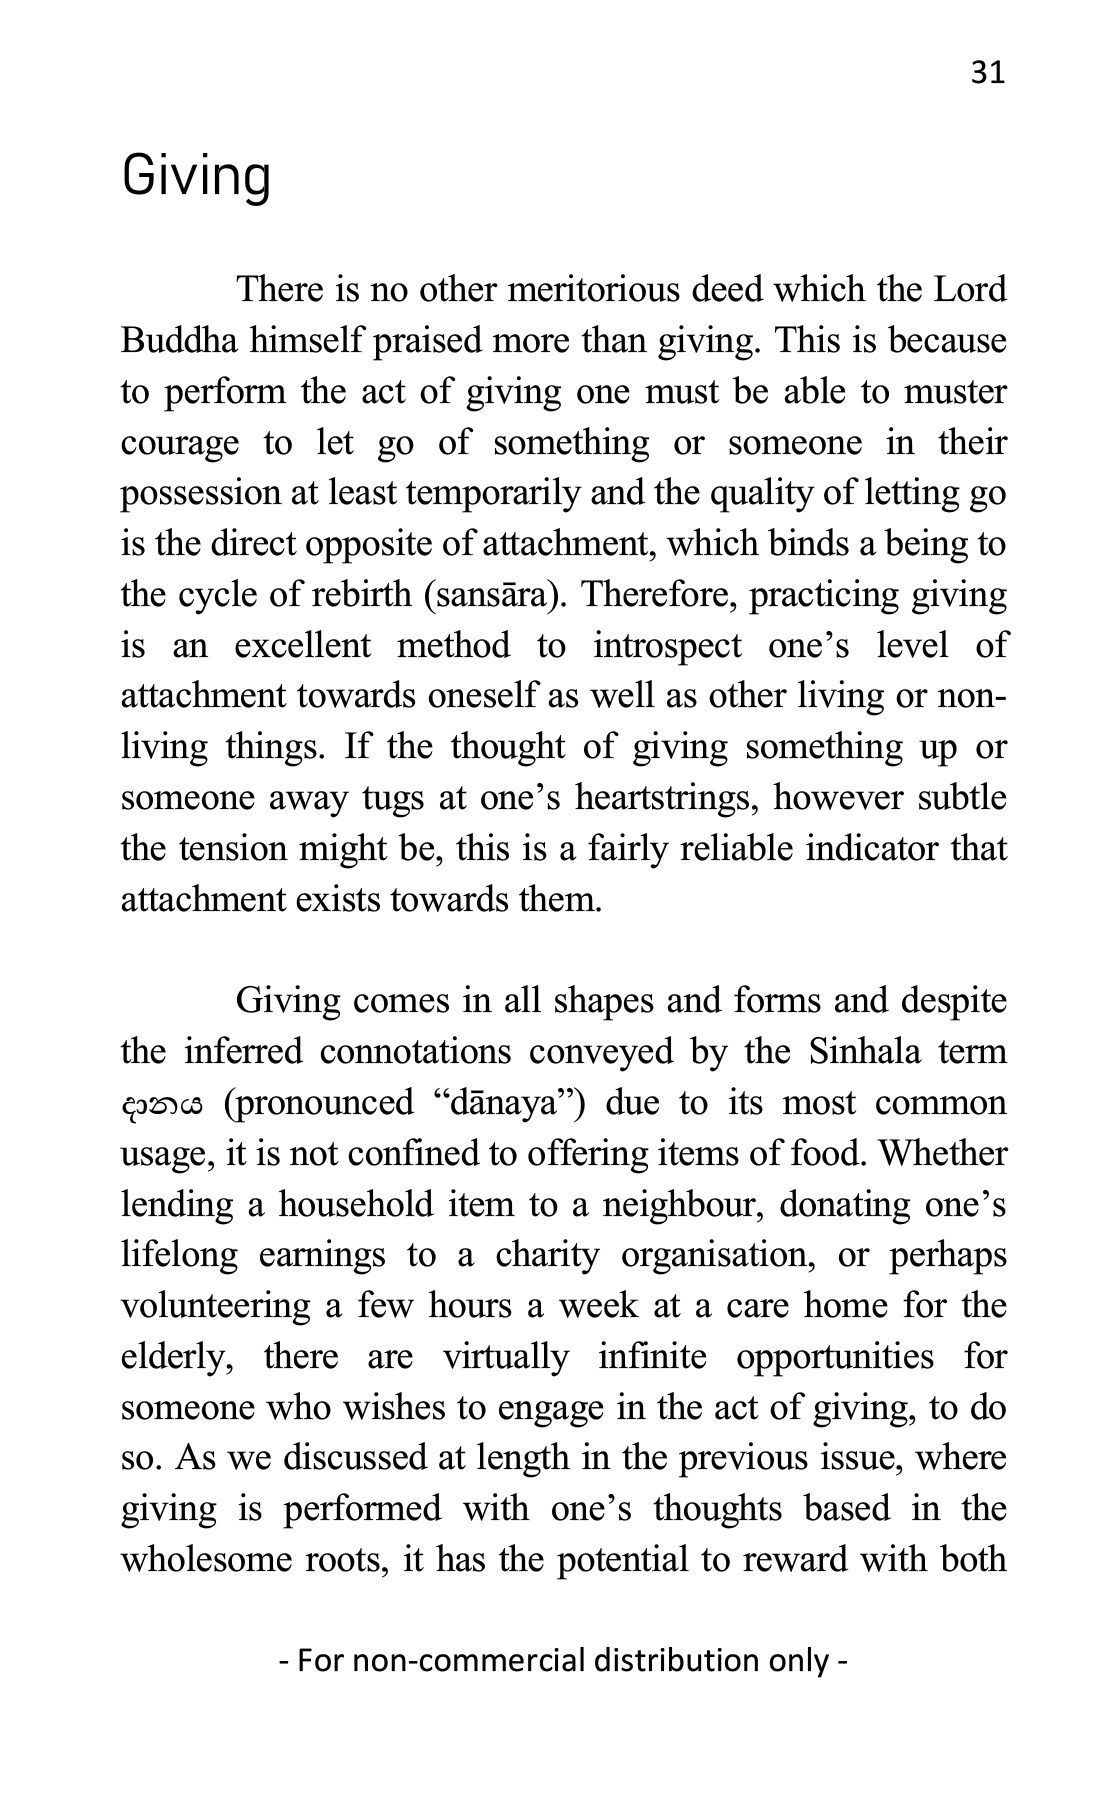 31
Giving
There is no other meritorious deed which the Lord
Buddha himself praised more than giving. This is because
to perform the act of giving one must be able to muster
courage to let go of something or someone in their
possession at least temporarily and the quality of letting go
is the direct opposite of attachment, which binds a being to
the cycle of rebirth (sansāra). Therefore, practicing giving
is an excellent method to introspect one’s level of
attachment towards oneself as well as other living or non-
living things. If the thought of giving something up or
someone away tugs at one’s heartstrings, however subtle
the tension might be, this is a fairly reliable indicator that
attachment exists towards them.
Giving comes in all shapes and forms and despite
the inferred connotations conveyed by the Sinhala term
දානය (pronounced “dānaya”) due to its most common
usage, it is not confined to offering items of food. Whether
lending a household item to a neighbour, donating one’s
lifelong earnings to a charity organisation, or perhaps
volunteering a few hours a week at a care home for the
elderly, there are virtually infinite opportunities for
someone who wishes to engage in the act of giving, to do
so. As we discussed at length in the previous issue, where
giving is performed with one’s thoughts based in the
wholesome roots, it has the potential to reward with both
- For non-commercial distribution only -